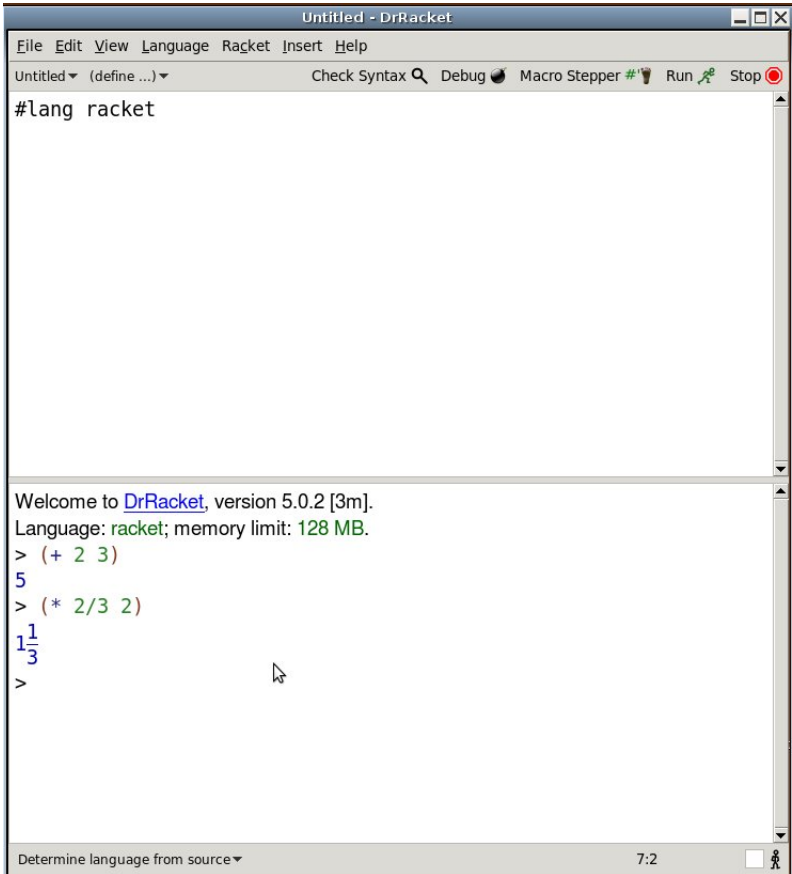 Untitled - DrRacket
File Edit View Language Racket Insert Help
Untitled (define ...) Check Syntax Debug Macro Stepper #' Run Stop
#lang racket
Welcome to DrRacket, version 5.0.2 [3m].
Language: racket; memory limit: 128 MB.
> (+ 2 3)
5
> (* 2/3 2)
1 1/3
>
Determine language from source 7:2